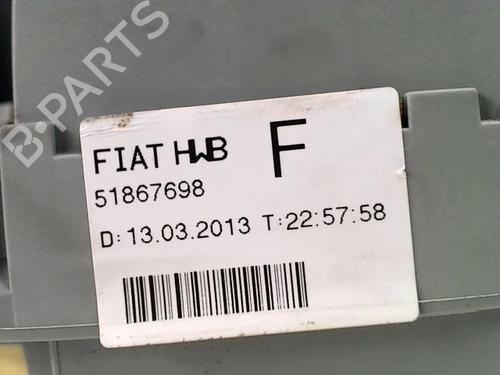 B-PARTS
FIAT HWB F
51867698
D: 13.03.2013 T: 22:57:58